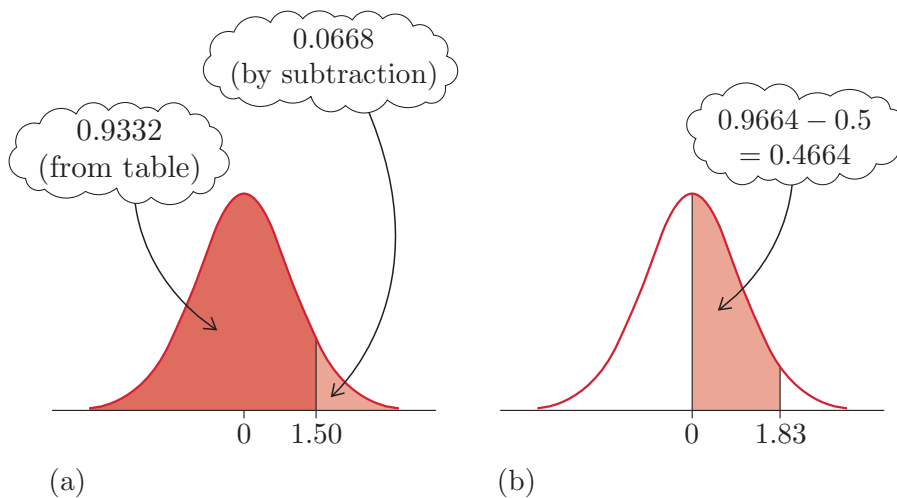 0.0668
(by subtraction)
0.9332
(from table)
0 1.50
(a)
0.9664 − 0.5
= 0.4664
0 1.83
(b)